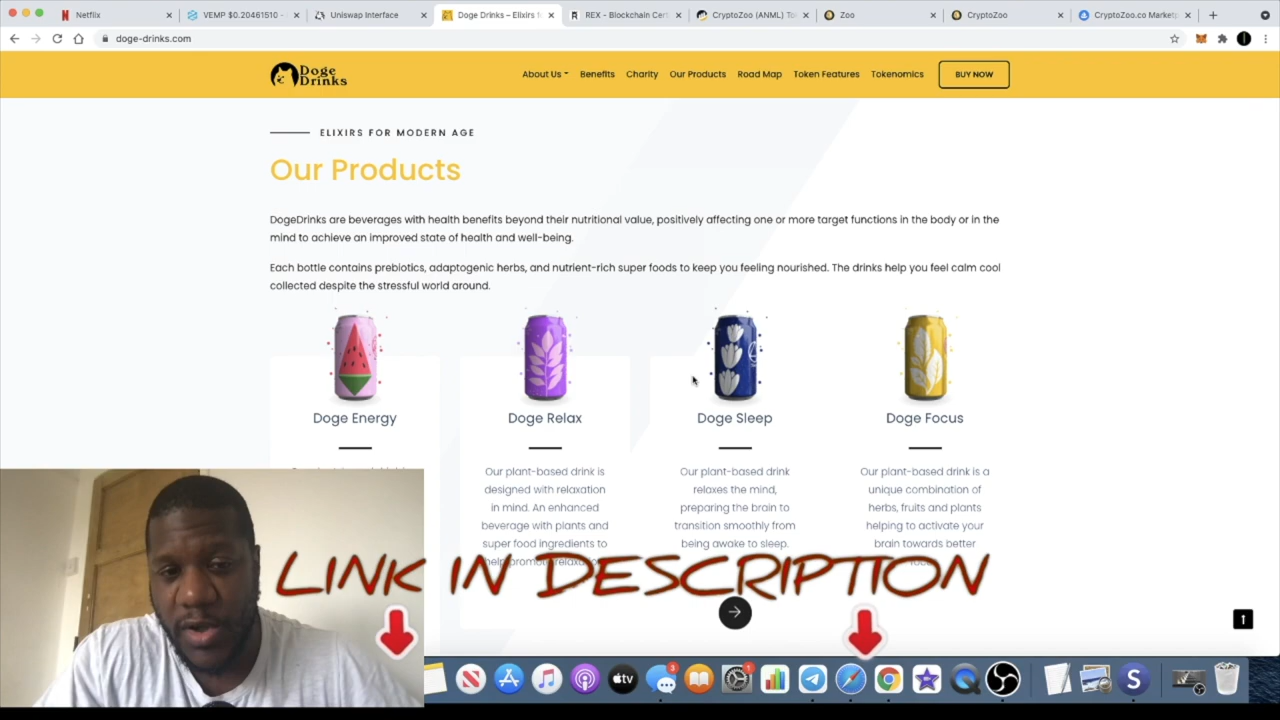 Netflix
VEMP $0.20461510 -
Uniswap Interface
Doge Drinks – Elixirs f
REX - Blockchain Cer
CryptoZoo (ANML) To
Zoo
CryptoZoo
CryptoZoo.co Marketp
doge-drinks.com
Doge
Drinks
About Us
Benefits
Charity
Our Products
Road Map
Token Features
Tokenomics
BUY NOW
ELIXIRS FOR MODERN AGE
Our Products
DogeDrinks are beverages with health benefits beyond their nutritional value, positively affecting one or more target functions in the body or in the
mind to achieve an improved state of health and well-being.
Each bottle contains prebiotics, adaptogenic herbs, and nutrient-rich super foods to keep you feeling nourished. The drinks help you feel calm cool
collected despite the stressful world around.
Doge Energy
Doge Relax
Doge Sleep
Doge Focus
Our plant-based drink is
designed with relaxation
in mind. An enhanced
beverage with plants and
super food ingredients to
help promote relaxation
Our plant-based drink
relaxes the mind,
preparing the brain to
transition smoothly from
being awake to sleep.
Our plant-based drink is a
unique combination of
herbs, fruits and plants
helping to activate your
brain towards better
LINK IN DESCRIPTION
tv
3
1